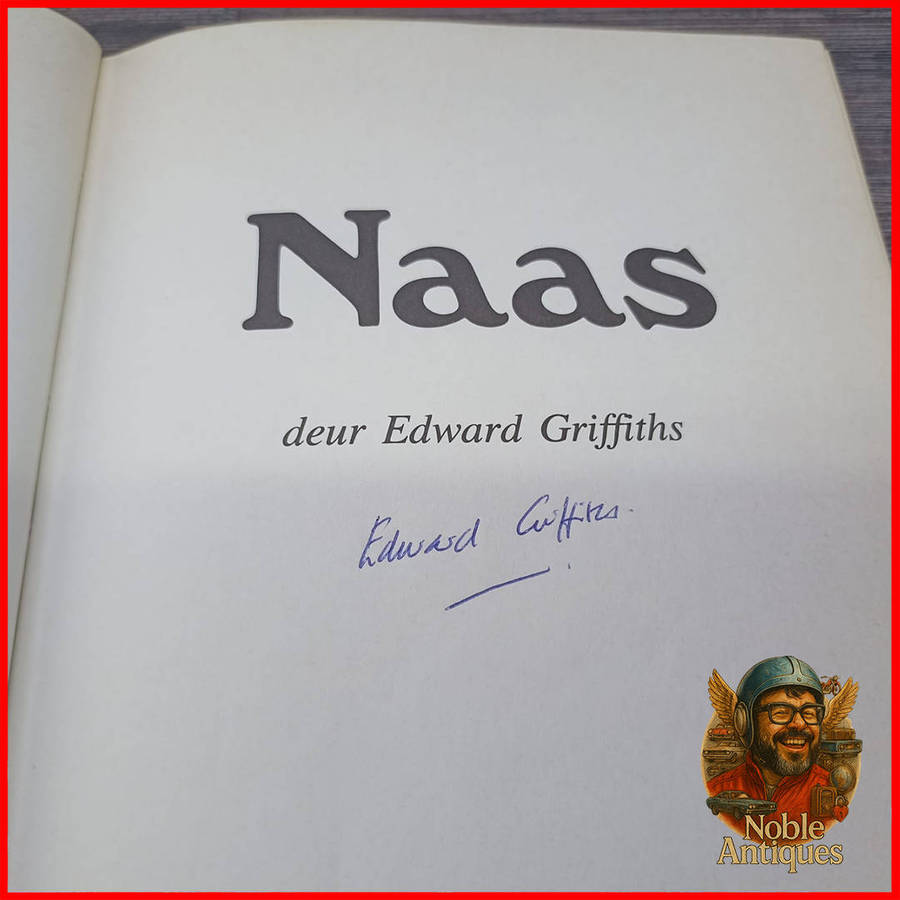 Naas
deur Edward Griffiths
Edward Griffiths.
Noble
Antiques